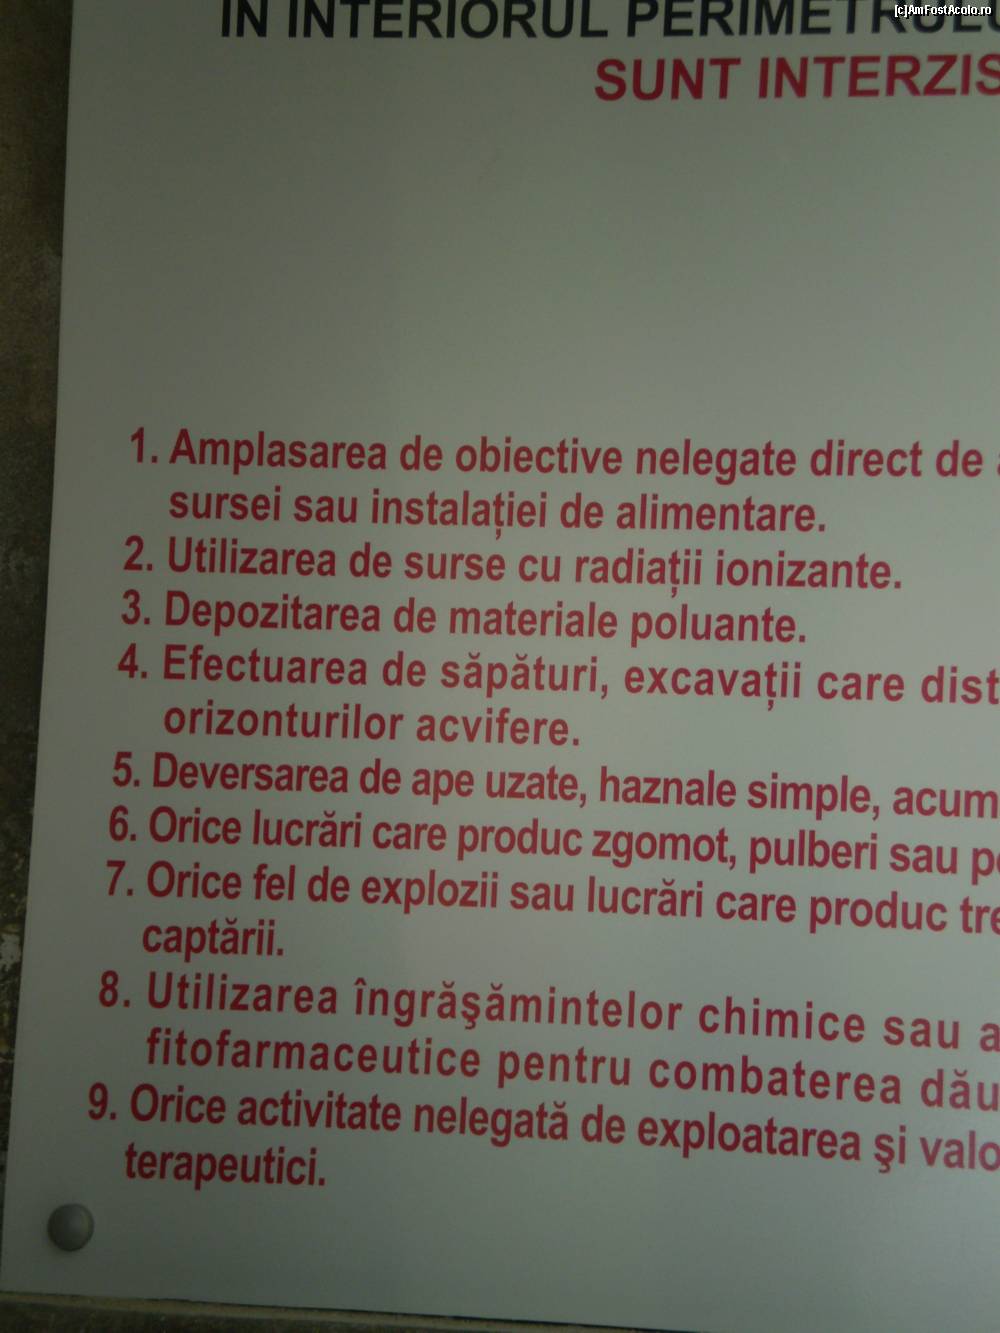 [c]AmFostAcolo.ro
IN INTERIORUL
SUNT INTERZIS
1. Amplasarea de obiective nelegate direct de
sursei sau instalației de alimentare.
2. Utilizarea de surse cu radiații ionizante.
3. Depozitarea de materiale poluante.
4. Efectuarea de săpături, excavații care dist
orizonturilor acvifere.
5. Deversarea de ape uzate, haznale simple, acum
6. Orice lucrări care produc zgomot, pulberi sau
7. Orice fel de explozii sau lucrări care produc tre
captării.
8. Utilizarea îngrăşămintelor chimice sau
fitofarmaceutice pentru combaterea dău
9. Orice activitate nelegată de exploatarea şi valo
terapeutici.